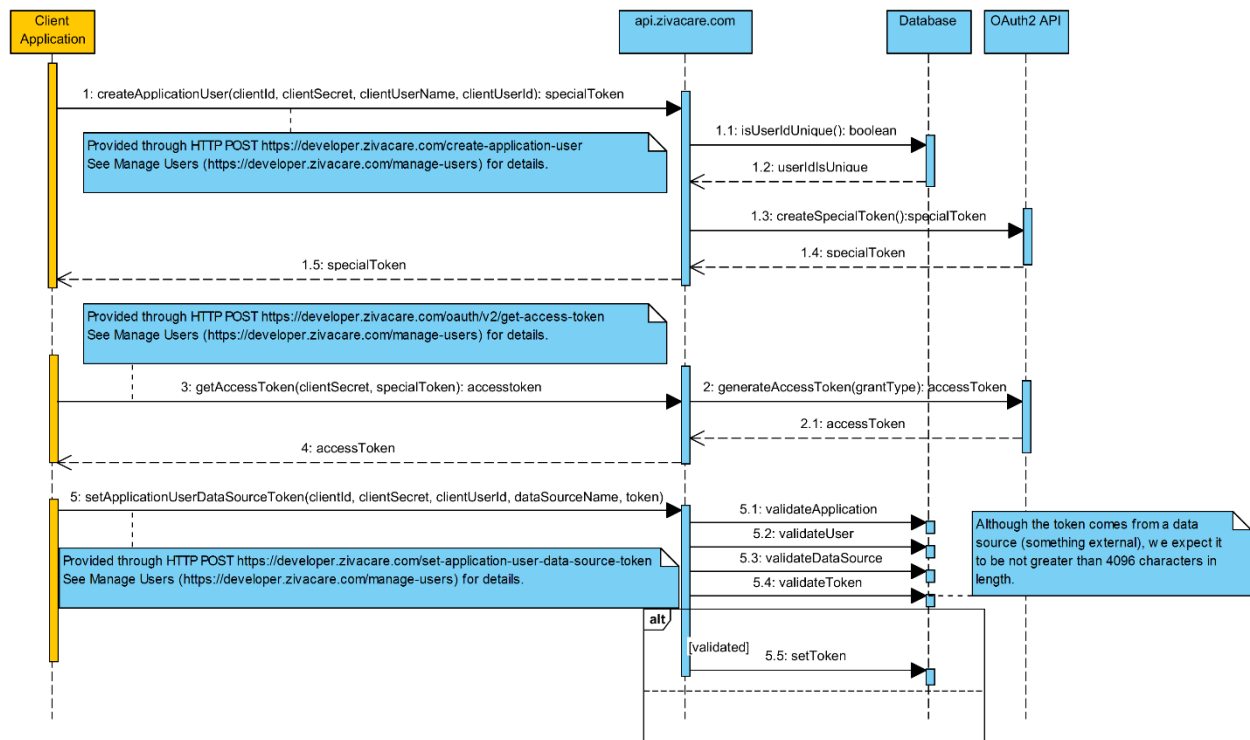 Client
Application
api.zivacare.com
Database
OAuth2 API
1: createApplicationUser(clientId, clientSecret, clientUserName, clientUserId): specialToken
Provided through HTTP POST https://developer.zivacare.com/create-application-user
See Manage Users (https://developer.zivacare.com/manage-users) for details.
1.1: isUserIdUnique(): boolean
1.2: userIdIsUnique
1.3: createSpecialToken():specialToken
1.4: specialToken
1.5: specialToken
Provided through HTTP POST https://developer.zivacare.com/oauth/v2/get-access-token
See Manage Users (https://developer.zivacare.com/manage-users) for details.
3: getAccessToken(clientSecret, specialToken): accesstoken
2: generateAccessToken(grantType): accessToken
2.1: accessToken
4: accessToken
5: setApplicationUserDataSourceToken(clientId, clientSecret, clientUserId, dataSourceName, token)
5.1: validateApplication
5.2: validateUser
5.3: validateDataSource
5.4: validateToken
Provided through HTTP POST https://developer.zivacare.com/set-application-user-data-source-token
See Manage Users (https://developer.zivacare.com/manage-users) for details.
Although the token comes from a data
source (something external), we expect it
to be not greater than 4096 characters in
length.
alt
[validated]
5.5: setToken